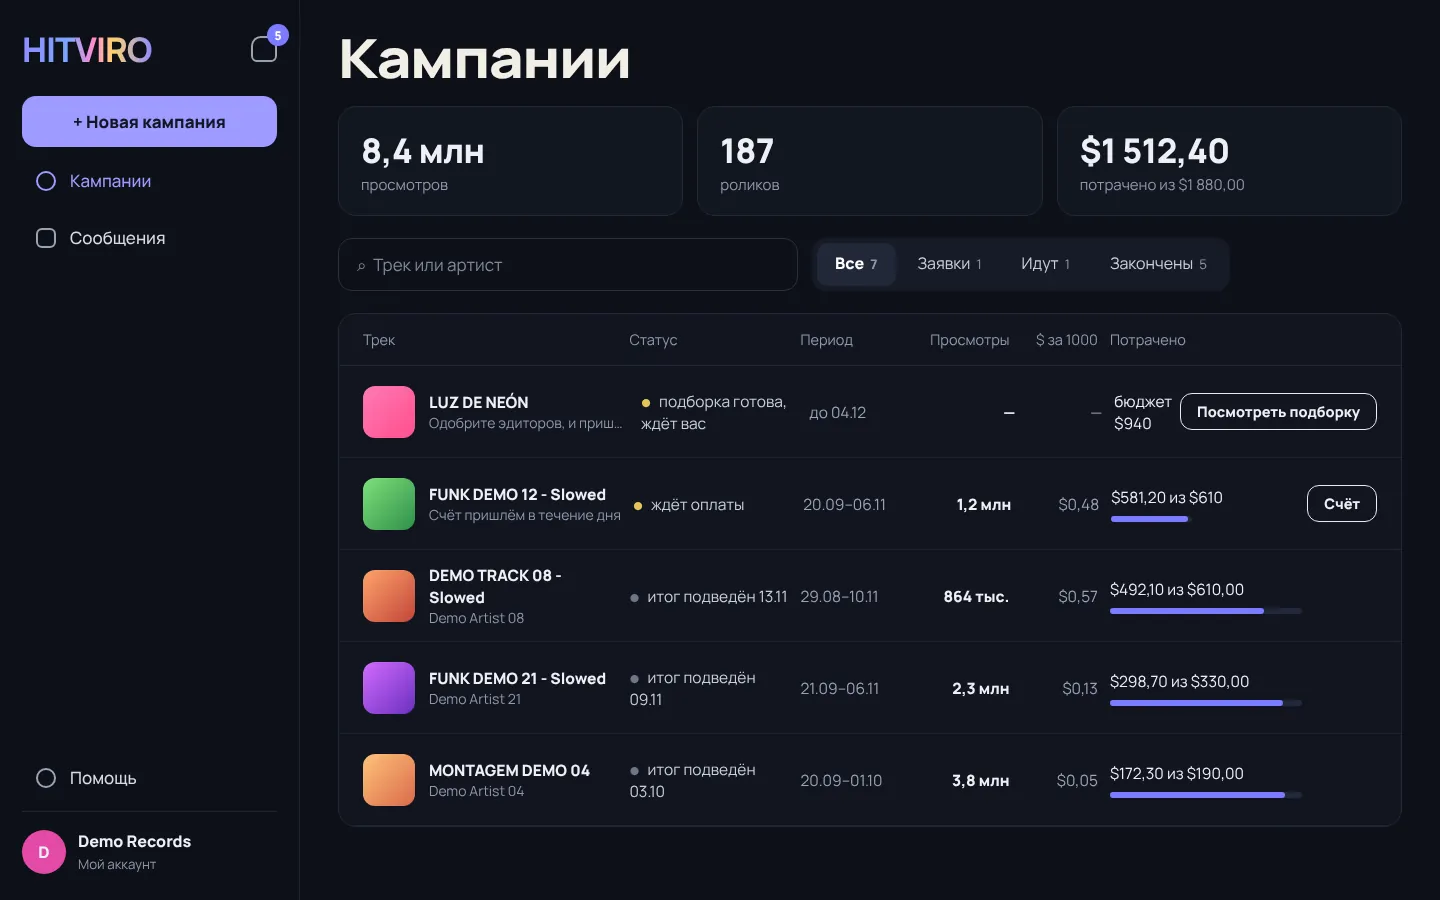 HITVIRO
5
+ Новая кампания
Кампании
Сообщения
Помощь
D
Demo Records
Мой аккаунт
Кампании
8,4 млн
просмотров
187
роликов
$1 512,40
потрачено из $1 880,00
Трек или артист
Все 7
Заявки 1
Идут 1
Закончены 5
Трек
Статус
Период
Просмотры
$ за 1000
Потрачено
LUZ DE NEÓN
Одобрите эдиторов, и приш…
подборка готова,
ждёт вас
до 04.12
—
—
бюджет
$940
Посмотреть подборку
FUNK DEMO 12 - Slowed
Счёт пришлём в течение дня
ждёт оплаты
20.09–06.11
1,2 млн
$0,48
$581,20 из $610
Счёт
DEMO TRACK 08 -
Slowed
Demo Artist 08
итог подведён 13.11
29.08–10.11
864 тыс.
$0,57
$492,10 из $610,00
FUNK DEMO 21 - Slowed
Demo Artist 21
итог подведён
09.11
21.09–06.11
2,3 млн
$0,13
$298,70 из $330,00
MONTAGEM DEMO 04
Demo Artist 04
итог подведён
03.10
20.09–01.10
3,8 млн
$0,05
$172,30 из $190,00